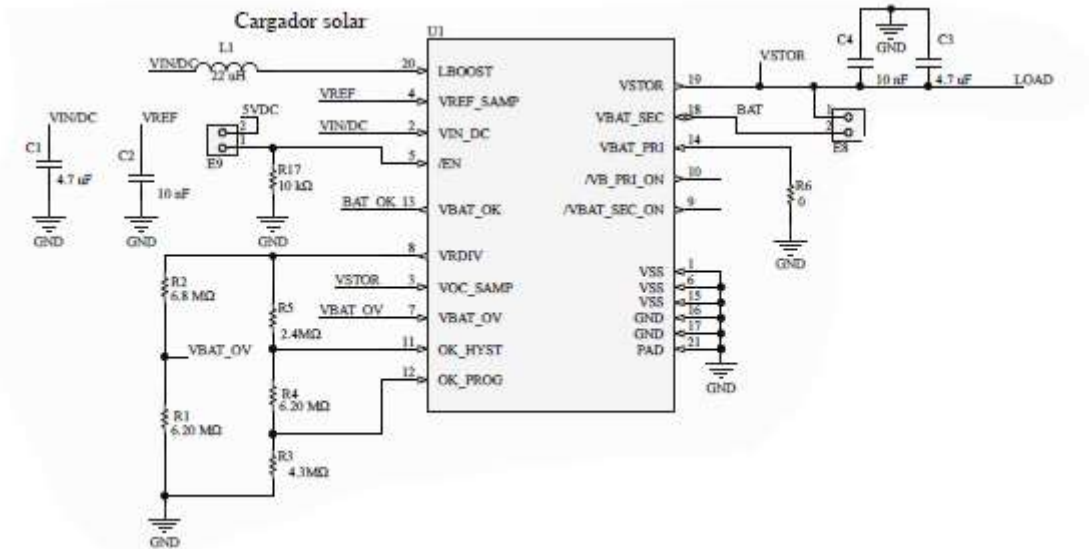 Cargador solar
U1
L1
VIN/DC
22 uH
20 LBOOST
VREF
4 VREF_SAMP
VIN/DC
2 VIN_DC
5 /EN
BAT_OK 13 VBAT_OK
8 VRDIV
VSTOR
3 VOC_SAMP
VBAT_OV
7 VBAT_OV
11 OK_HYST
12 OK_PROG
VIN/DC
C1
4.7 uF
GND
VREF
C2
10 nF
GND
5VDC
2
1
E9
R17
10 kΩ
GND
R2
6.8 MΩ
VBAT_OV
R1
6.20 MΩ
GND
R5
2.4MΩ
R4
6.20 MΩ
R3
4.3MΩ
VSTOR 19
VBAT_SEC 18
VBAT_PRI 14
/VB_PRI_ON 10
/VBAT_SEC_ON 9
VSS 1
VSS 6
VSS 15
GND 16
GND 17
PAD 21
GND
VSTOR
BAT
C4
10 nF
GND
C3
4.7 uF
LOAD
1
2
E8
R6
0
GND